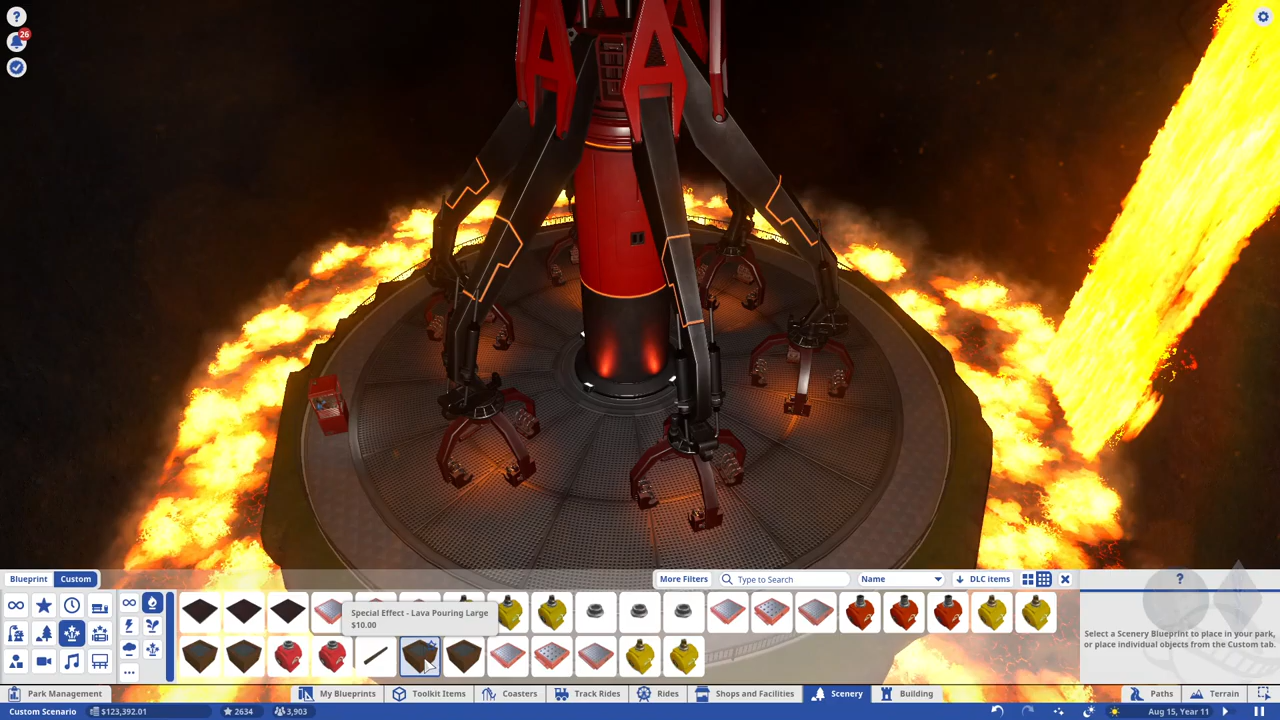 ?
26
Blueprint
Custom
More Filters
Type to Search
Name
DLC items
?
Special Effect - Lava Pouring Large
$10.00
Select a Scenery Blueprint to place in your park,
or place individual objects from the Custom tab.
Park Management
My Blueprints
Toolkit Items
Coasters
Track Rides
Rides
Shops and Facilities
Scenery
Building
Paths
Terrain
Custom Scenario
$123,392.01
2634
3,903
Aug 15, Year 11